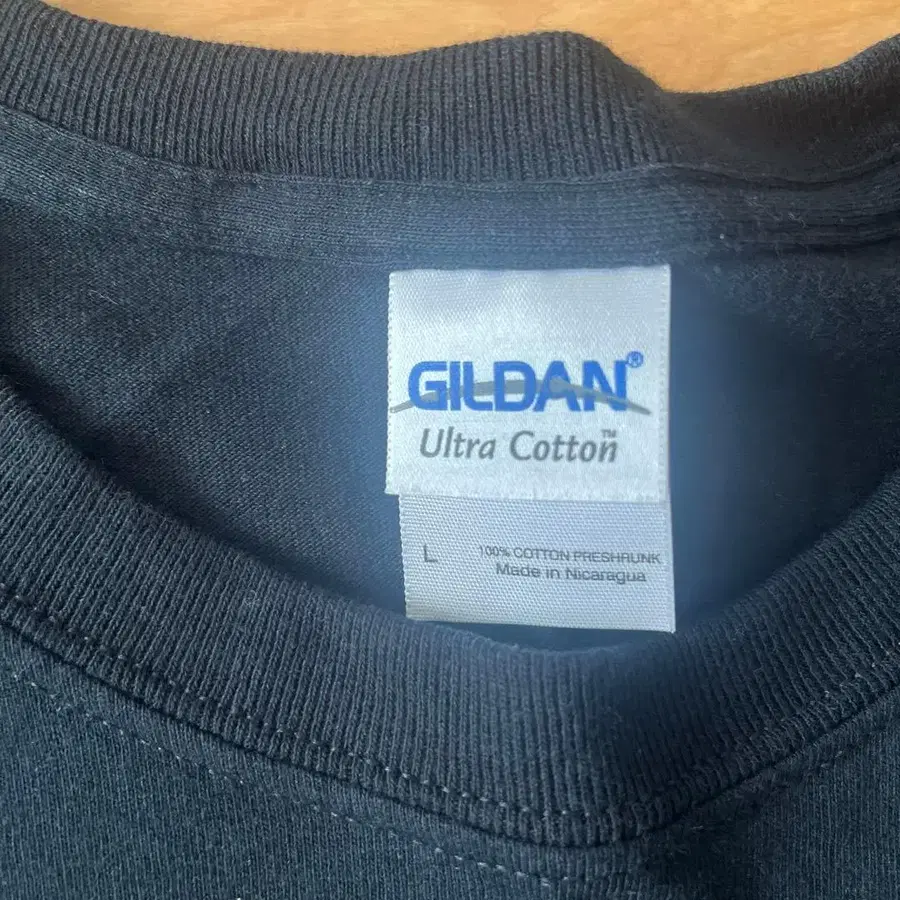 GILDAN®
Ultra Cotton™
L 100% COTTON PRESHRUNK
Made in Nicaragua